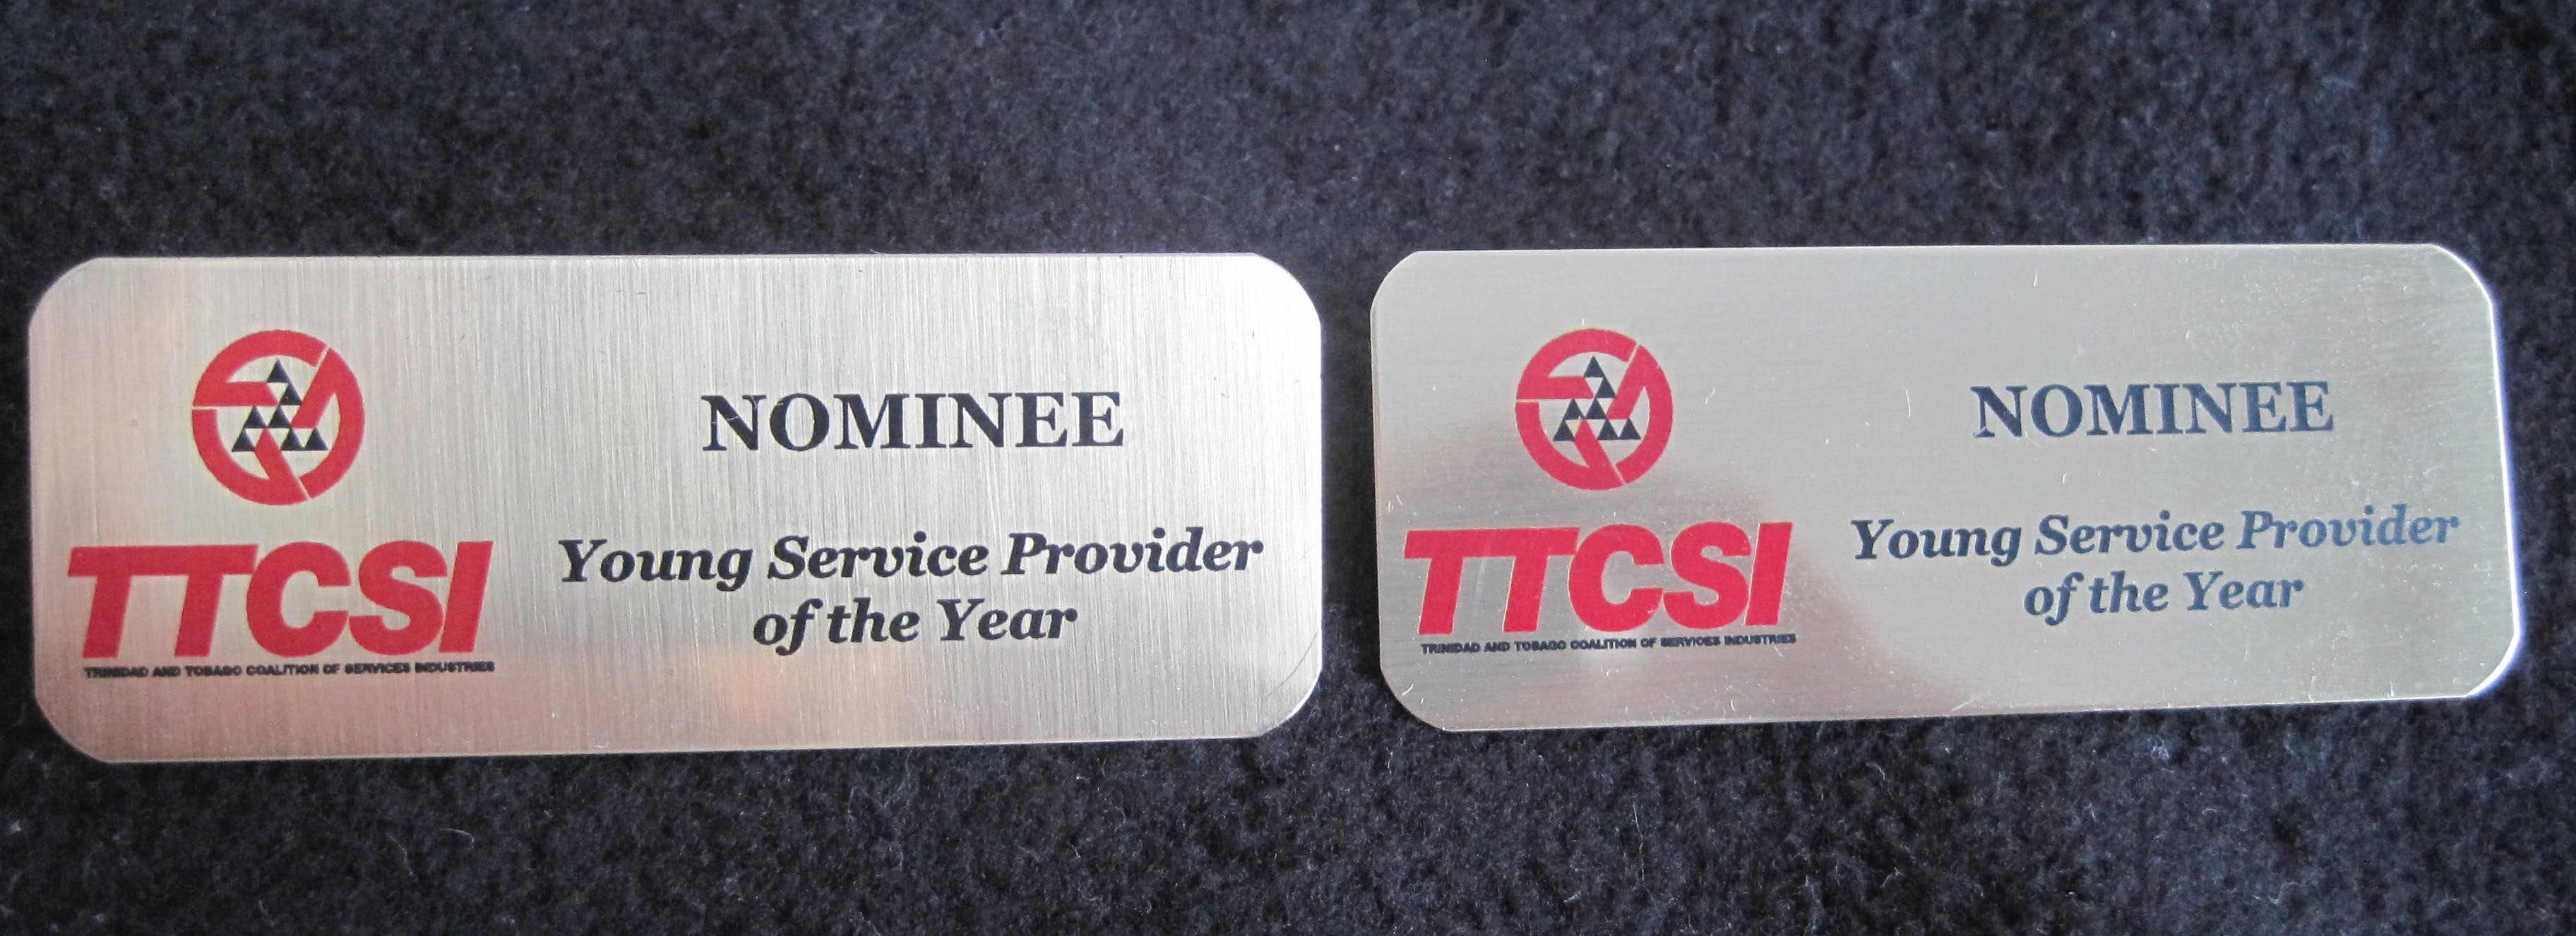 NOMINEE
TTCSI
Young Service Provider
of the Year
TRINIDAD AND TOBAGO COALITION OF SERVICES INDUSTRIES
NOMINEE
TTCSI
Young Service Provider
of the Year
TRINIDAD AND TOBAGO COALITION OF SERVICES INDUSTRIES